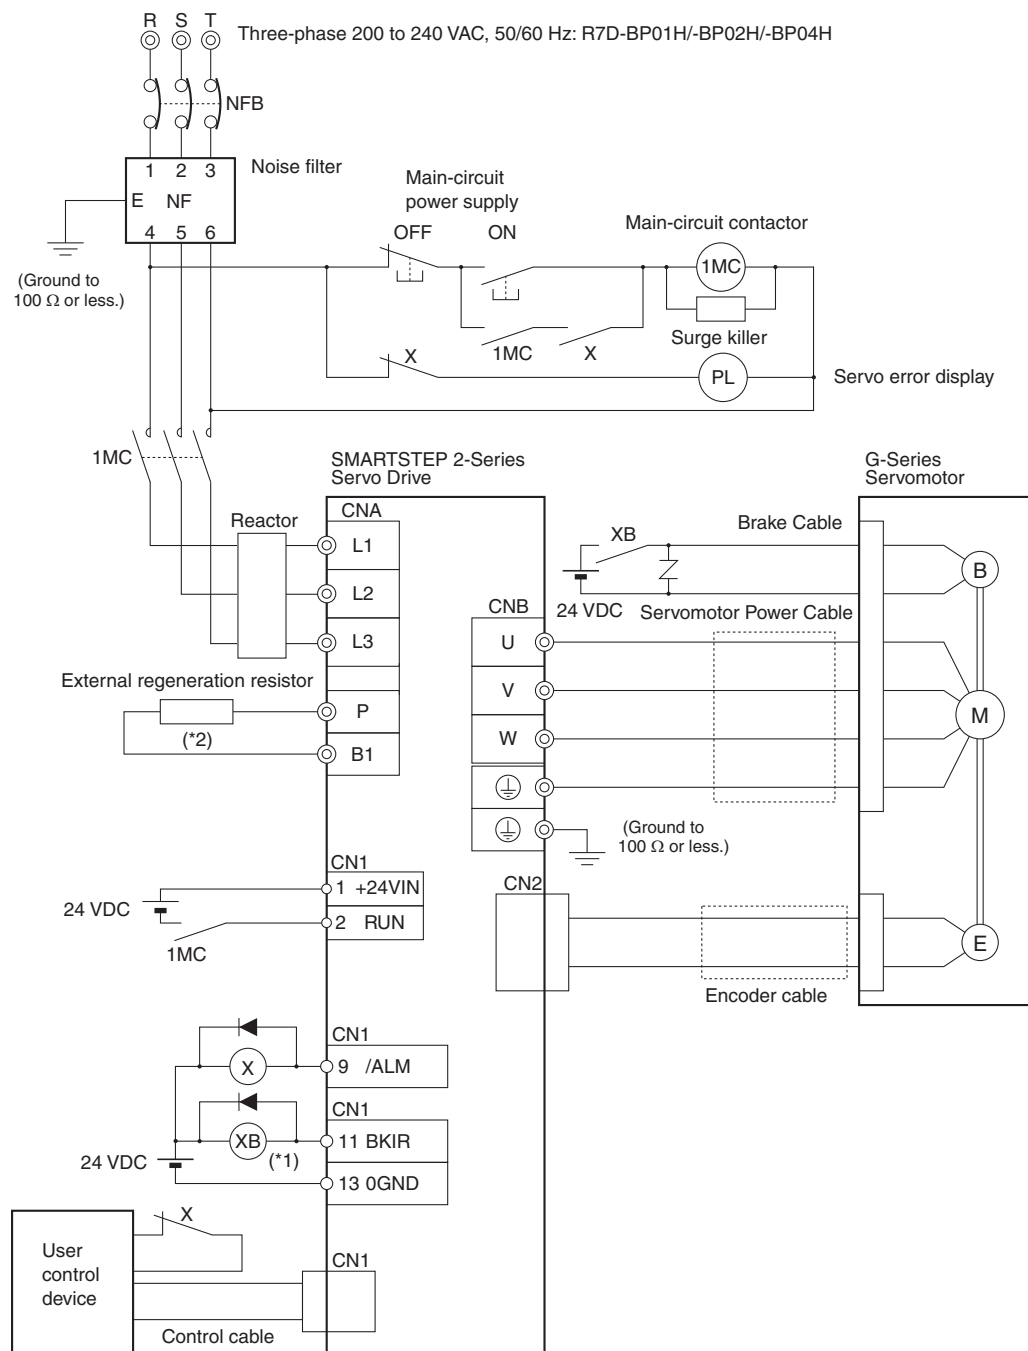 R S T
Three-phase 200 to 240 VAC, 50/60 Hz: R7D-BP01H/-BP02H/-BP04H
NFB
1 2 3
Noise filter
E NF
4 5 6
(Ground to
100 Ω or less.)
Main-circuit
power supply
OFF ON
Main-circuit contactor
1MC
Surge killer
1MC X
X
PL
Servo error display
1MC
SMARTSTEP 2-Series
Servo Drive
G-Series
Servomotor
Reactor
CNA
L1
L2
L3
External regeneration resistor
(*2)
P
B1
XB
Brake Cable
24 VDC
Servomotor Power Cable
B
CNB
U
V
W
M
(Ground to
100 Ω or less.)
CN1
1 +24VIN
2 RUN
24 VDC
1MC
CN2
E
Encoder cable
CN1
X
9 /ALM
CN1
XB
(*1)
11 BKIR
24 VDC
13 0GND
X
User
control
device
CN1
Control cable